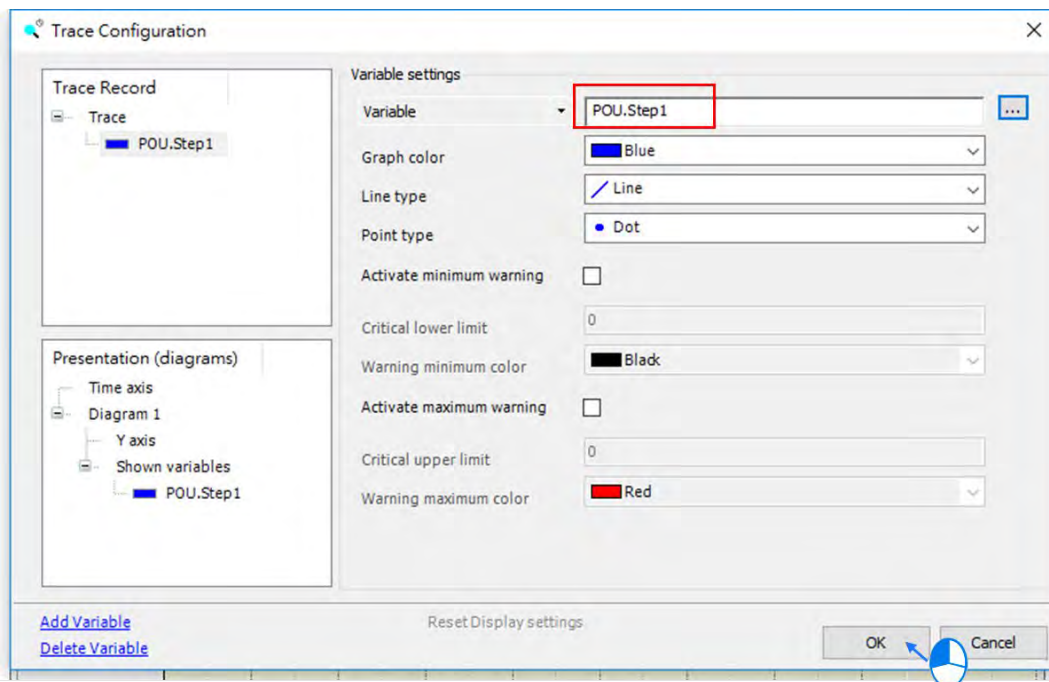 Trace Configuration
Trace Record
Trace
POU.Step1
Presentation (diagrams)
Time axis
Diagram 1
Y axis
Shown variables
POU.Step1
Add Variable
Delete Variable
Variable settings
Variable POU.Step1 ...
Graph color Blue
Line type Line
Point type Dot
Activate minimum warning
Critical lower limit 0
Warning minimum color Black
Activate maximum warning
Critical upper limit 0
Warning maximum color Red
Reset Display settings
OK Cancel